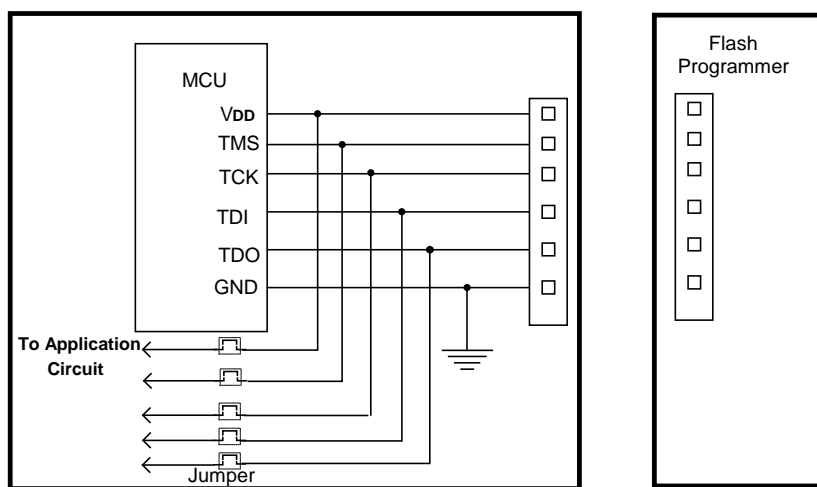 MCU
VDD
TMS
TCK
TDI
TDO
GND
To Application
Circuit
Jumper
Flash
Programmer